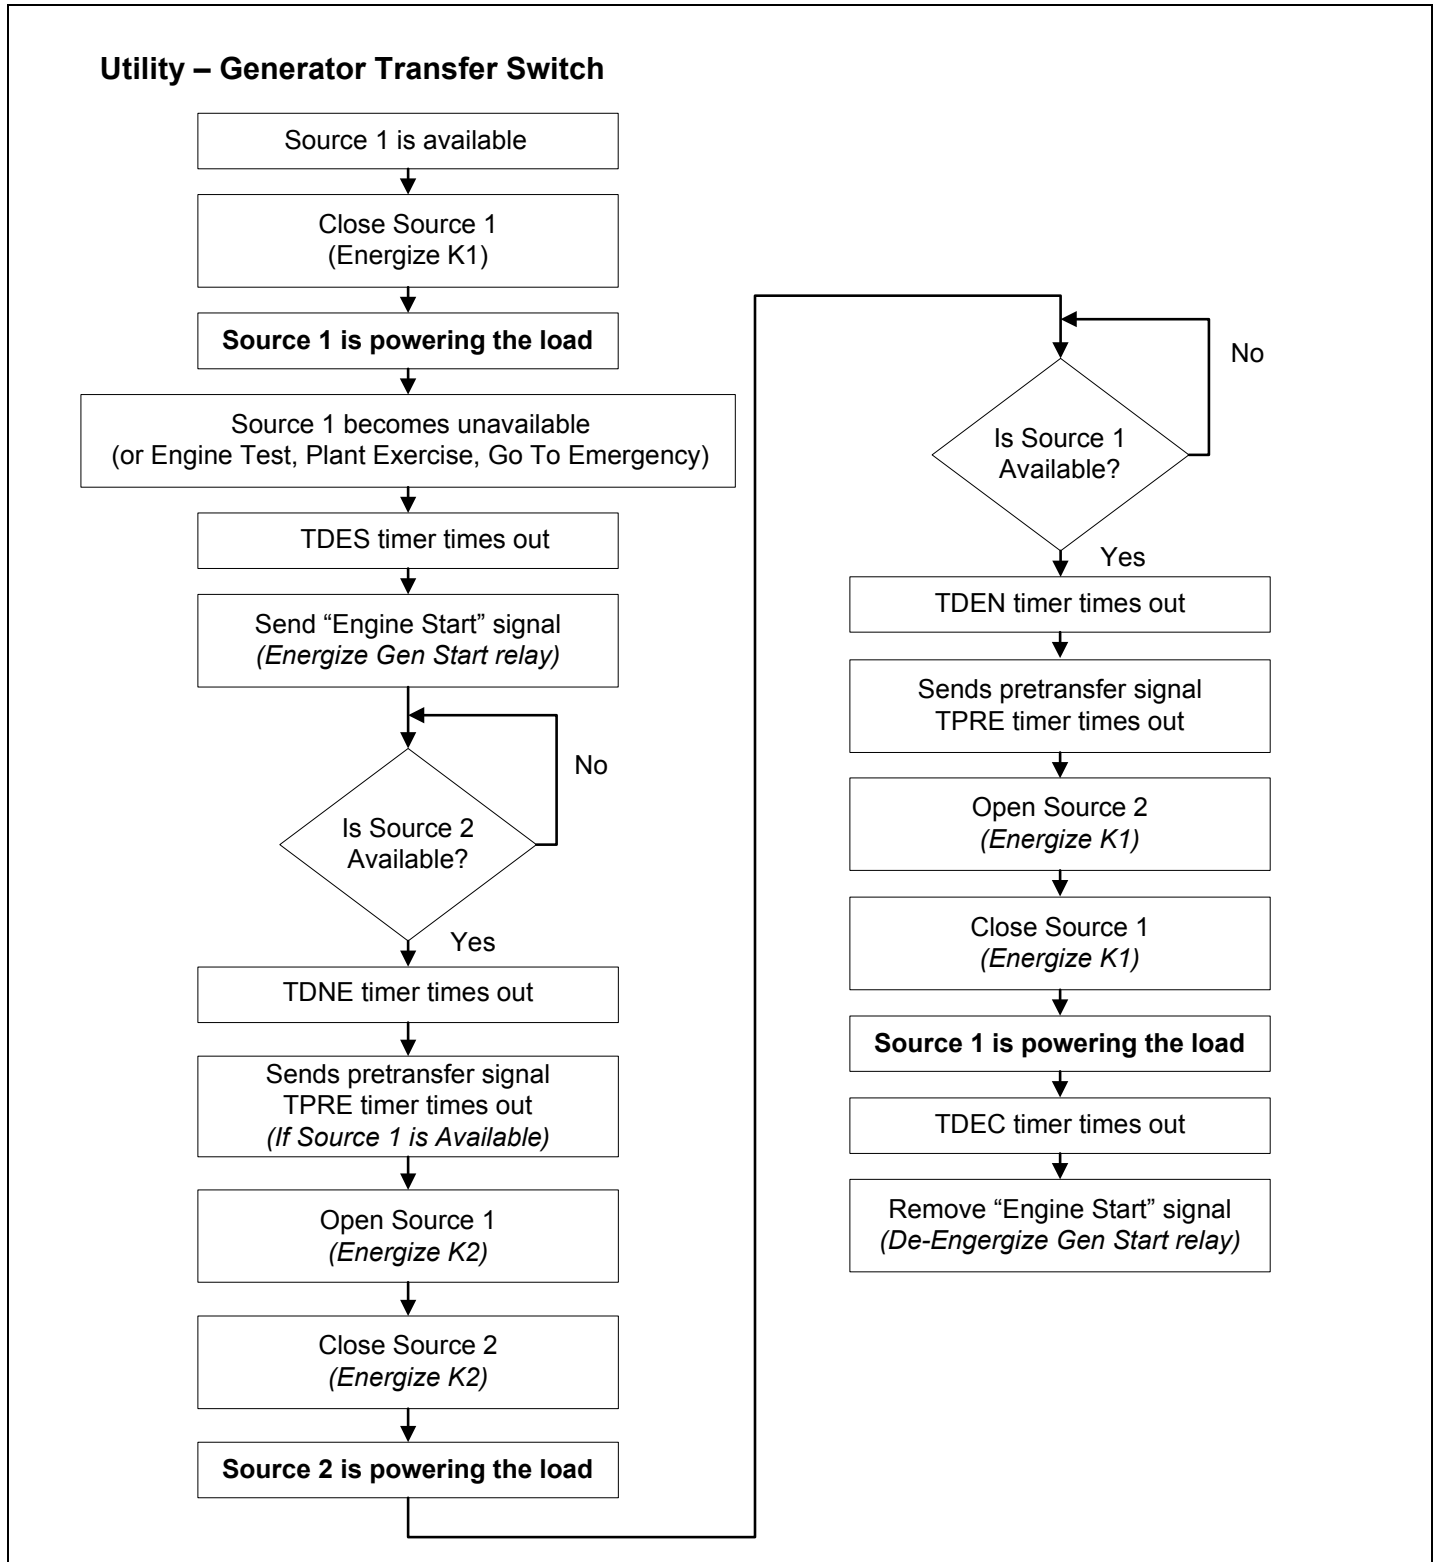 Utility – Generator Transfer Switch
Source 1 is available
Close Source 1
(Energize K1)
Source 1 is powering the load
Source 1 becomes unavailable
(or Engine Test, Plant Exercise, Go To Emergency)
TDES timer times out
Send “Engine Start” signal
(Energize Gen Start relay)
No
Is Source 2
Available?
Yes
TDNE timer times out
Sends pretransfer signal
TPRE timer times out
(If Source 1 is Available)
Open Source 1
(Energize K2)
Close Source 2
(Energize K2)
Source 2 is powering the load
No
Is Source 1
Available?
Yes
TDEN timer times out
Sends pretransfer signal
TPRE timer times out
Open Source 2
(Energize K1)
Close Source 1
(Energize K1)
Source 1 is powering the load
TDEC timer times out
Remove “Engine Start” signal
(De-Engergize Gen Start relay)